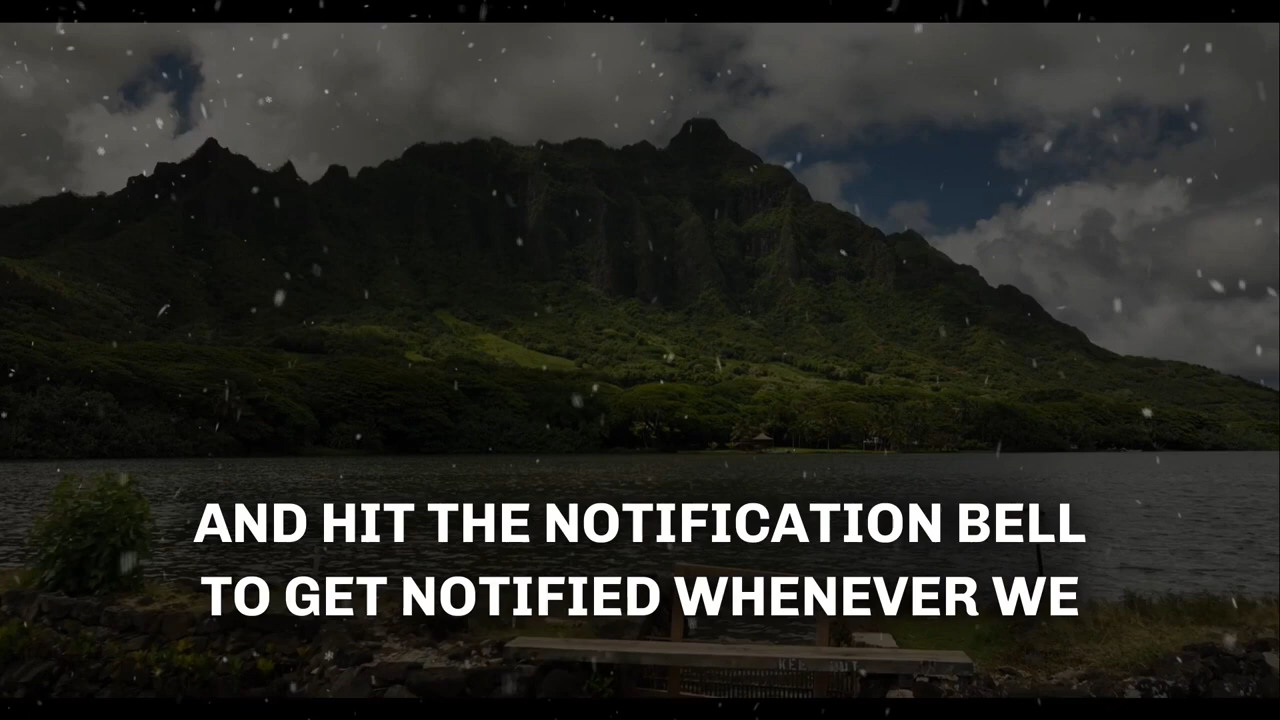 AND HIT THE NOTIFICATION BELL
TO GET NOTIFIED WHENEVER WE